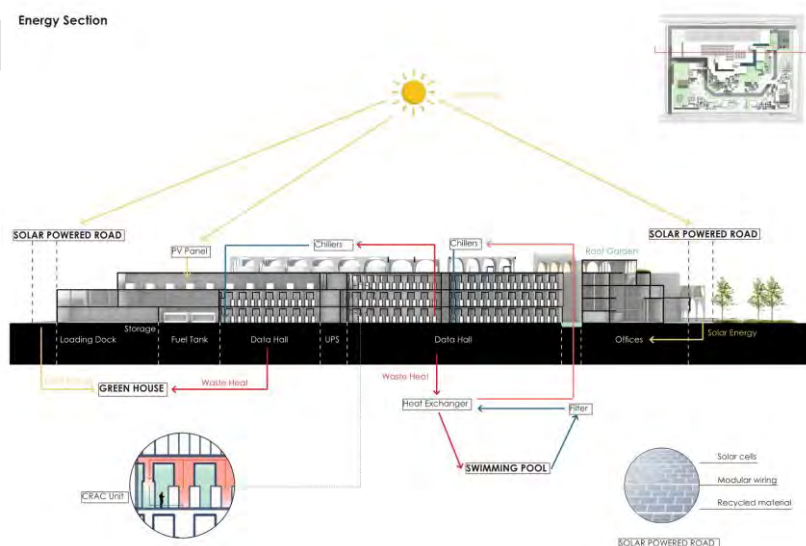 Energy Section
SOLAR POWERED ROAD
PV Panel
Chillers
Chillers
Roof Garden
SOLAR POWERED ROAD
Storage
Loading Dock
Fuel Tank
Data Hall
UPS
Data Hall
Offices
Solar Energy
GREEN HOUSE
Waste Heat
Waste Heat
Heat Exchanger
Filter
SWIMMING POOL
CRAC Unit
Solar cells
Modular wiring
Recycled material
SOLAR POWERED ROAD